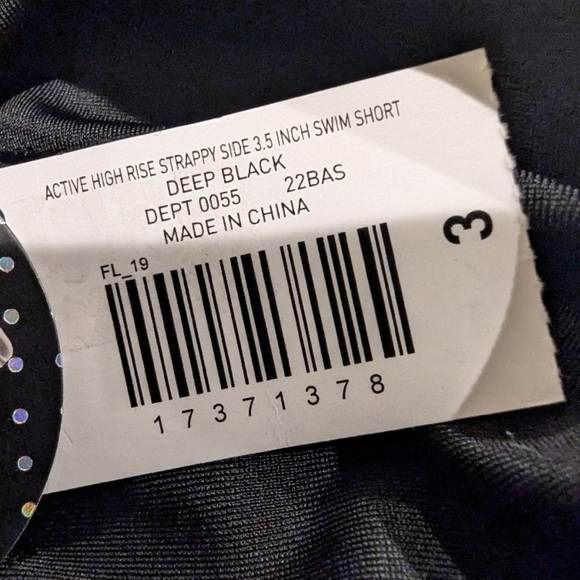 ACTIVE HIGH RISE STRAPPY SIDE 3.5 INCH SWIM SHORT
DEEP BLACK
DEPT 0055 22BAS
MADE IN CHINA
FL_19
17371378
3